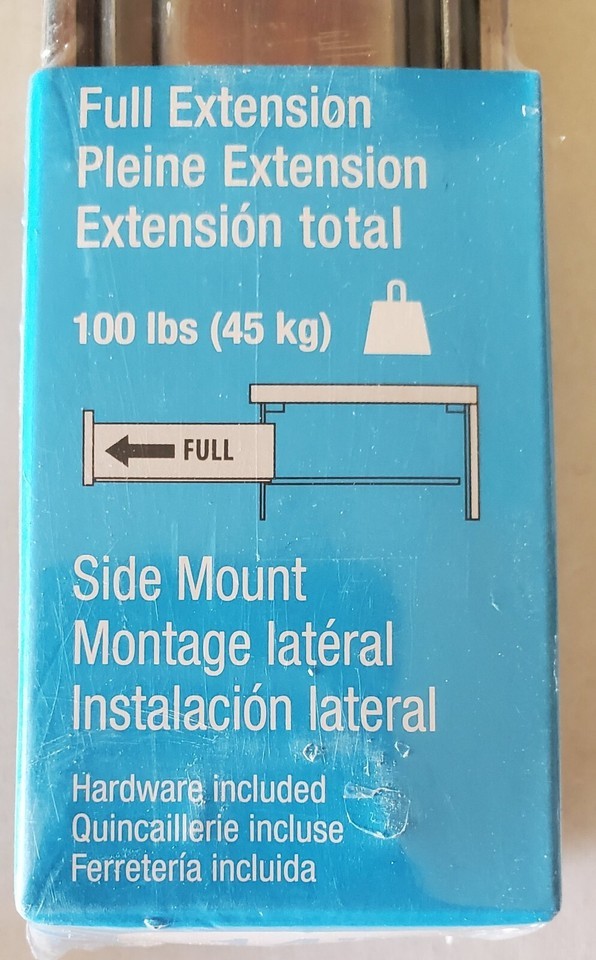 Full Extension
Pleine Extension
Extensión total
100 lbs (45 kg)
FULL
Side Mount
Montage latéral
Instalación lateral
Hardware included
Quincaillerie incluse
Ferretería incluida